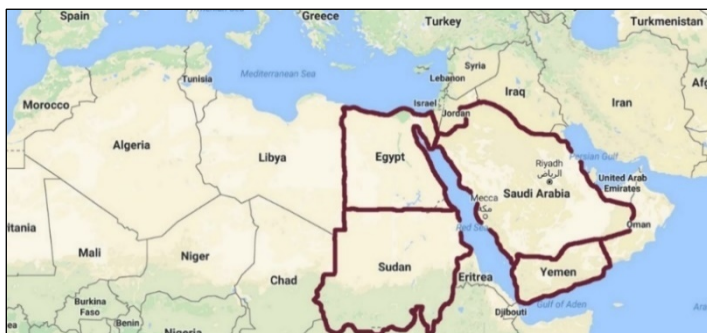 Spain
Greece
Turkey
Turkmenistan
Tunisia
Mediterranean Sea
Syria
Lebanon
Iraq
Iran
Morocco
Israel
Jordan
Algeria
Libya
Egypt
Persian Gulf
Riyadh
الرياض
United Arab
Emirates
Mecca
مكة
Saudi Arabia
Red Sea
Oman
itania
Mali
Niger
Chad
Sudan
Eritrea
Yemen
Burkina
Faso
Benin
Djibouti
Gulf of Aden